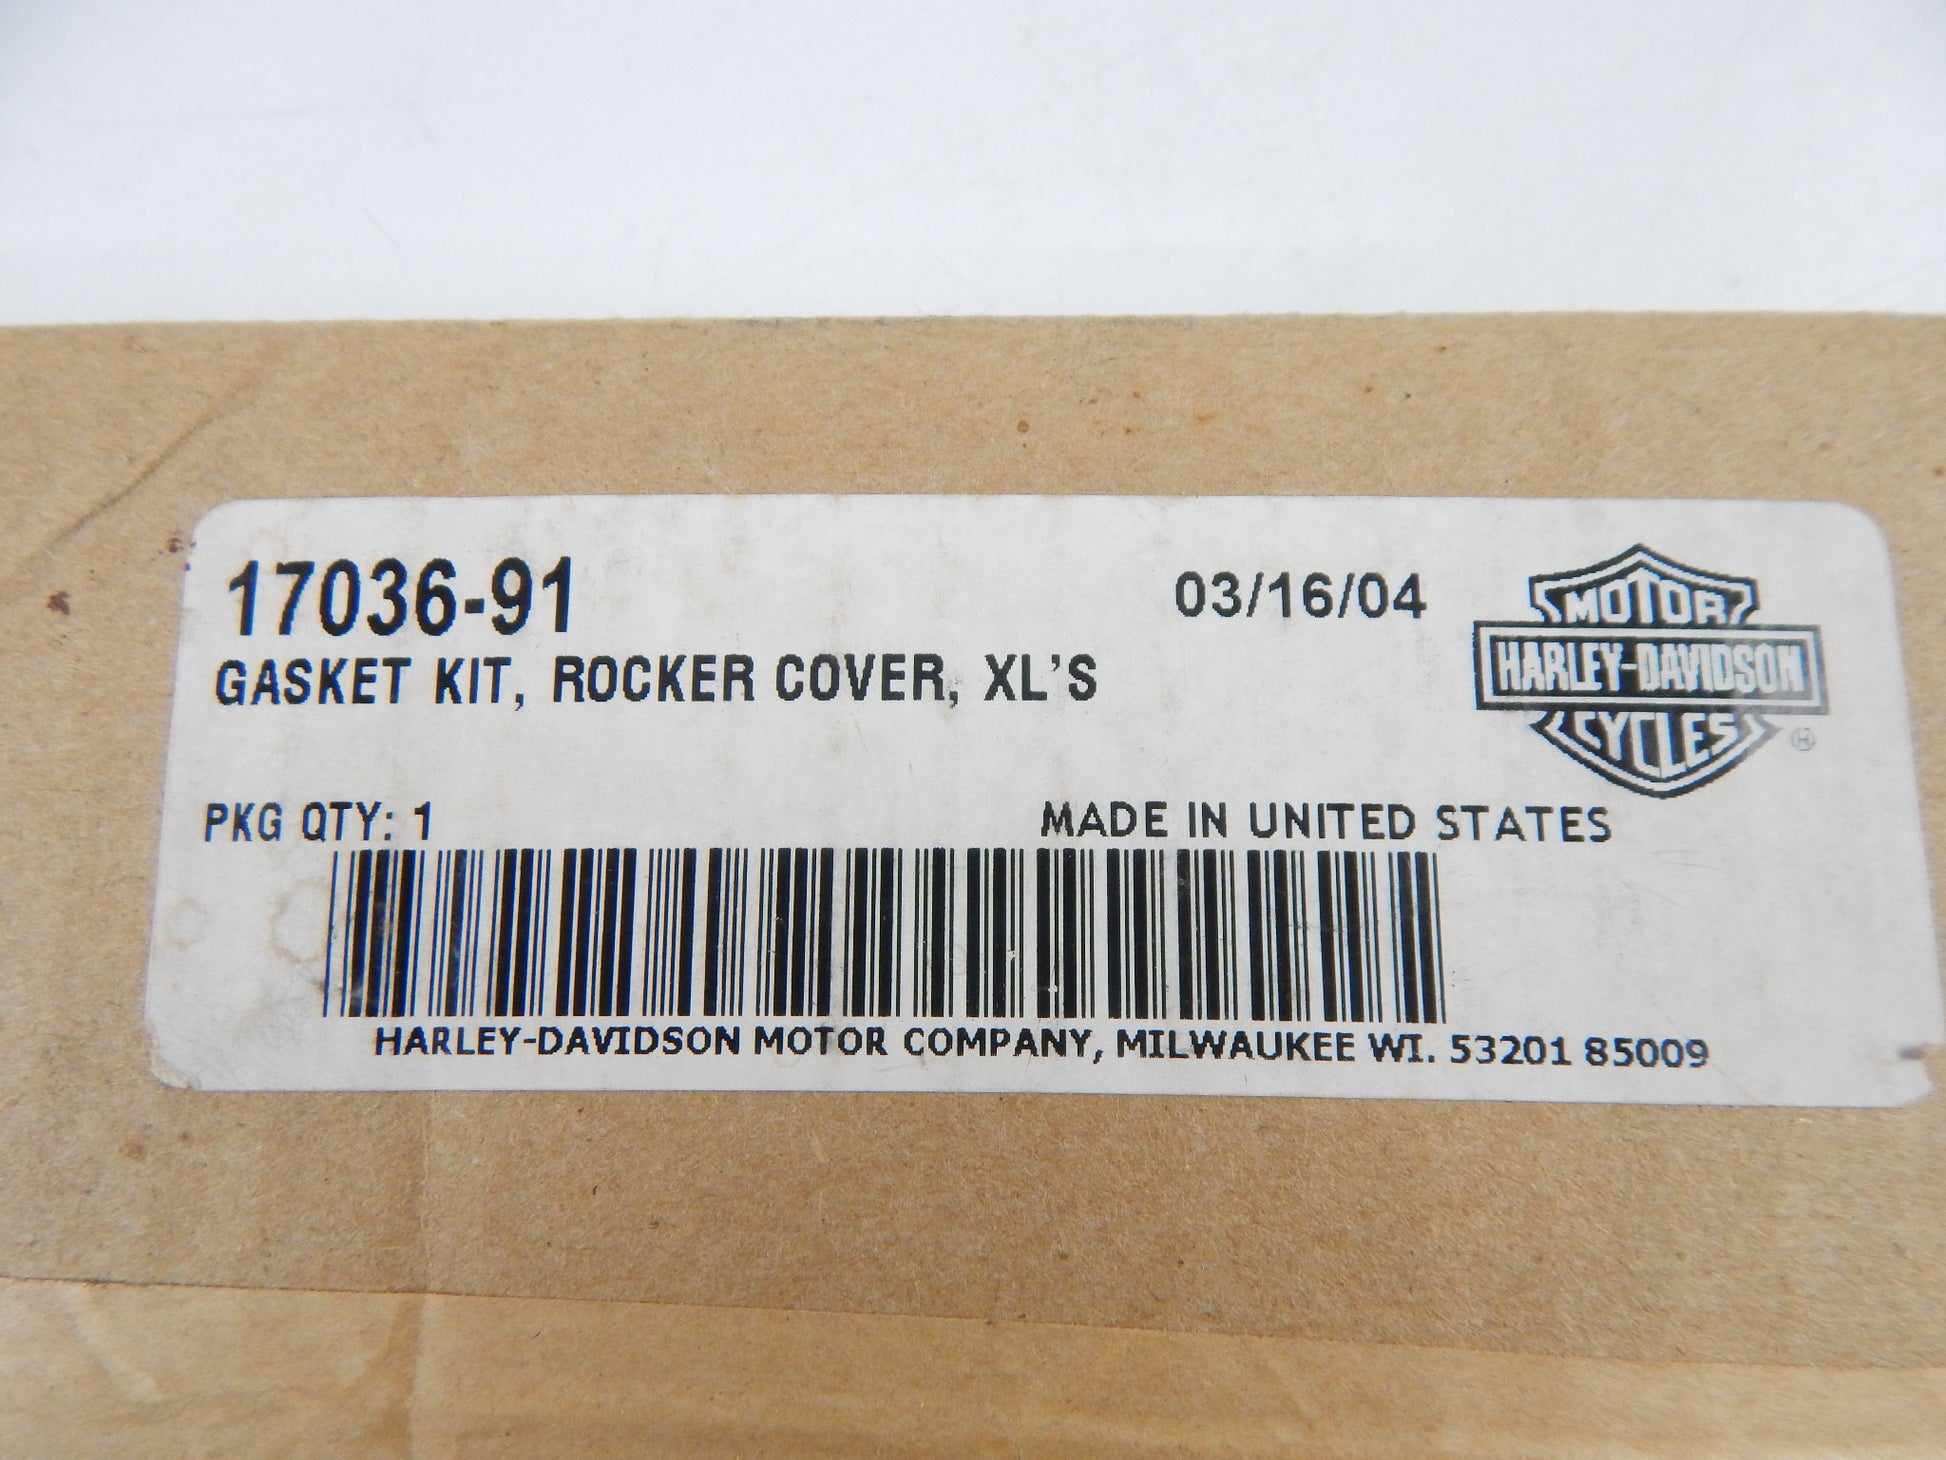 17036-91
03/16/04
GASKET KIT, ROCKER COVER, XL'S
MOTOR
HARLEY-DAVIDSON
CYCLES
®
PKG QTY: 1
MADE IN UNITED STATES
HARLEY-DAVIDSON MOTOR COMPANY, MILWAUKEE WI. 53201 85009